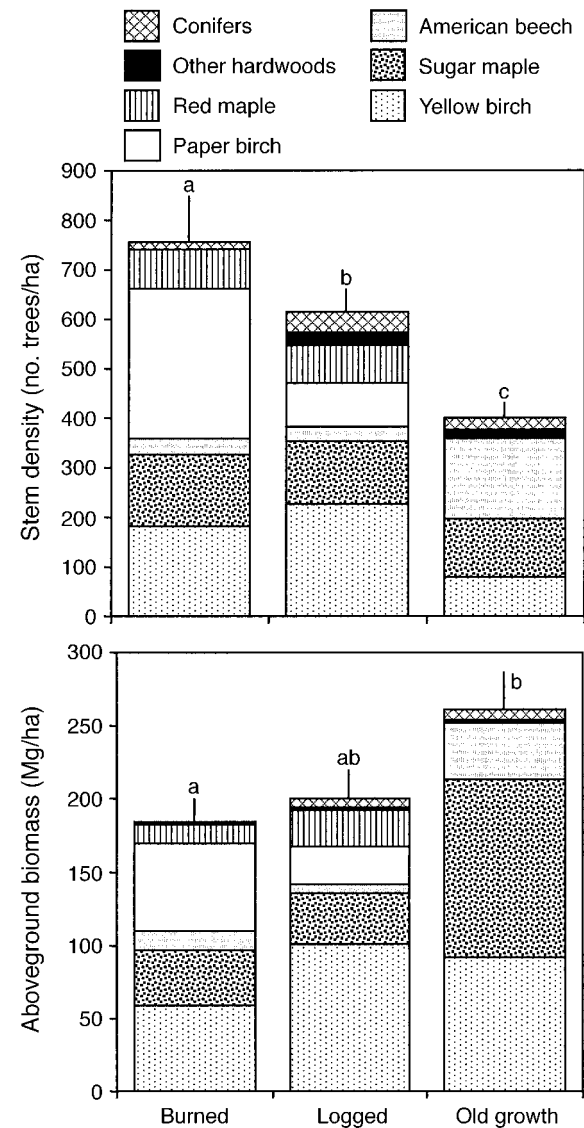 Conifers
American beech
Other hardwoods
Sugar maple
Red maple
Yellow birch
Paper birch
Stem density (no. trees/ha)
900
800
700
600
500
400
300
200
100
0
a
b
c
Aboveground biomass (Mg/ha)
300
250
200
150
100
50
0
a
ab
b
Burned Logged Old growth